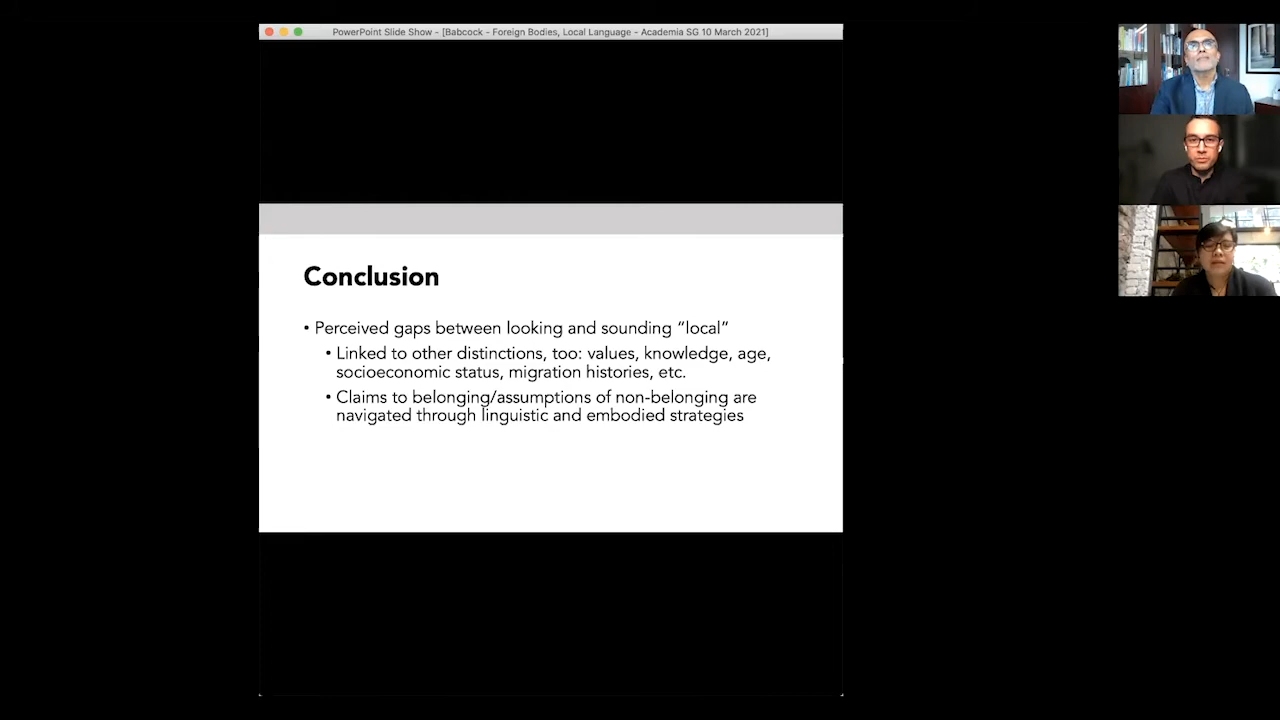 PowerPoint Slide Show - [Babcock - Foreign Bodies, Local Language - Academia SG 10 March 2021]
Conclusion
• Perceived gaps between looking and sounding “local”
• Linked to other distinctions, too: values, knowledge, age,
socioeconomic status, migration histories, etc.
• Claims to belonging/assumptions of non-belonging are
navigated through linguistic and embodied strategies